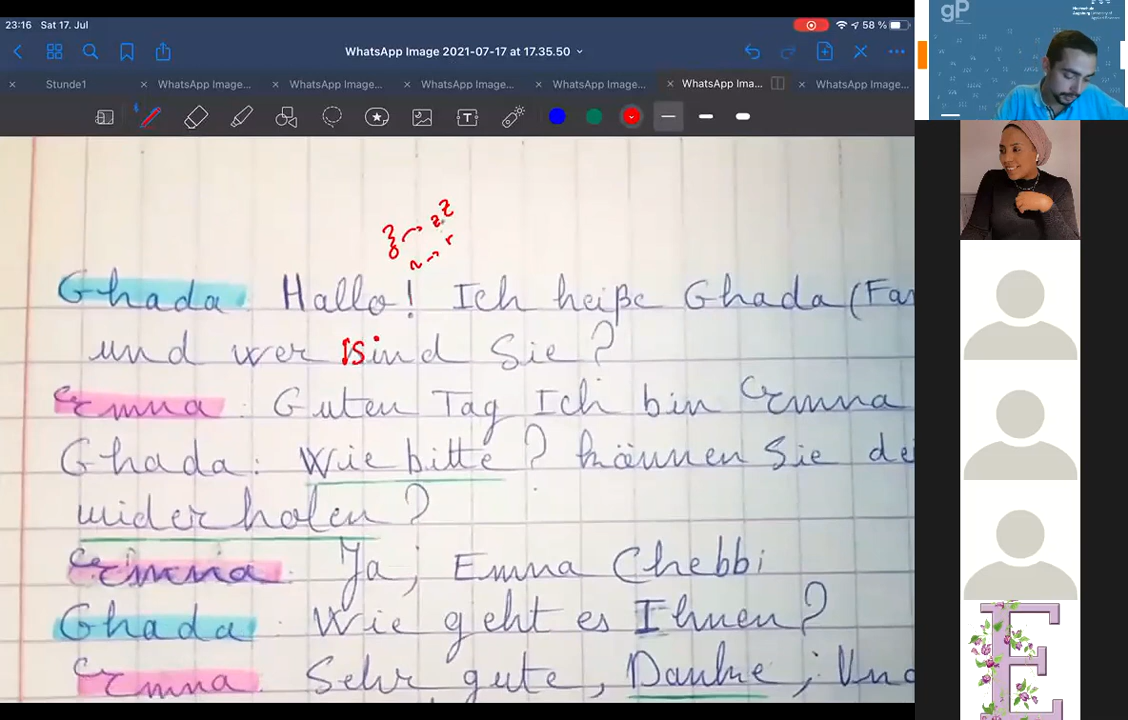 23:16 Sat 17. Jul
58 %
WhatsApp Image 2021-07-17 at 17.35.50
Stunde1
WhatsApp Image...
WhatsApp Image...
WhatsApp Image...
WhatsApp Image...
WhatsApp Ima...
WhatsApp Image...
gP
Ghada: Hallo! Ich heiße Ghada (Fa
und wer sind Sie?
Emma: Guten Tag Ich bin Emma
Ghada: Wie bitte? können Sie de
widerholen?
Emma: Ja; Emma Chebbi
Ghada: Wie geht es Ihnen?
Emma: Sehr gute, Danke; Und
E